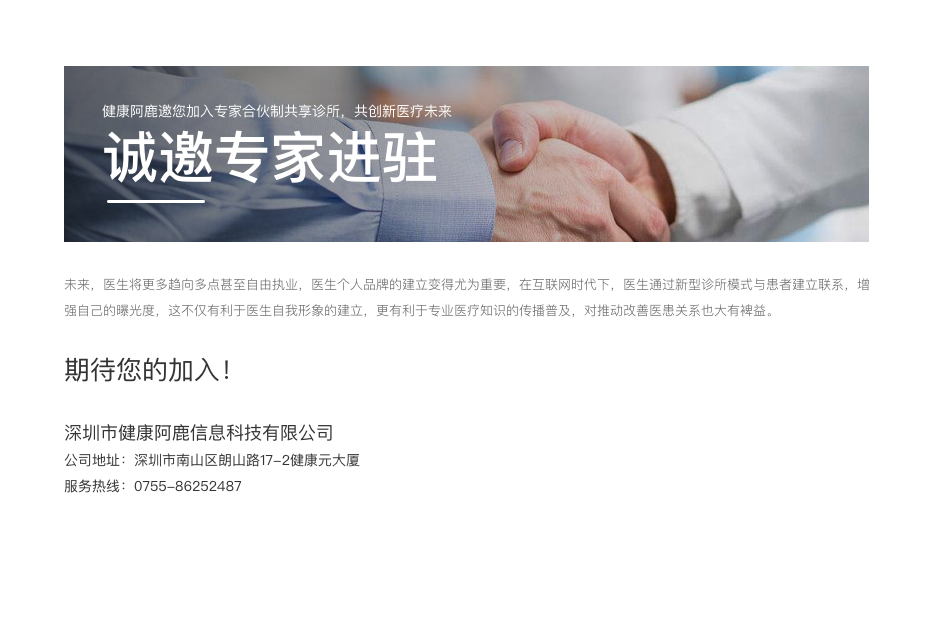 健康阿鹿邀您加入专家合伙制共享诊所，共创新医疗未来
诚邀专家进驻
未来，医生将更多趋向多点甚至自由执业，医生个人品牌的建立变得尤为重要，在互联网时代下，医生通过新型诊所模式与患者建立联系，增
强自己的曝光度，这不仅有利于医生自我形象的建立，更有利于专业医疗知识的传播普及，对推动改善医患关系也大有裨益。
期待您的加入！
深圳市健康阿鹿信息科技有限公司
公司地址：深圳市南山区朗山路17-2健康元大厦
服务热线：0755-86252487